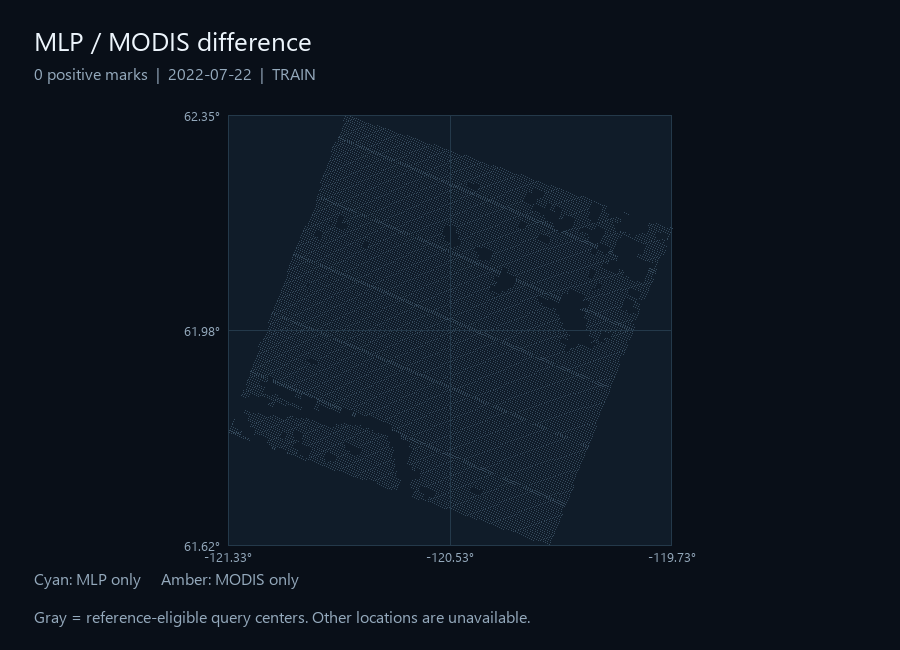 MLP / MODIS difference
0 positive marks | 2022-07-22 | TRAIN
62.35°
61.98°
61.62°
-121.33° -120.53° -119.73°
Cyan: MLP only Amber: MODIS only
Gray = reference-eligible query centers. Other locations are unavailable.